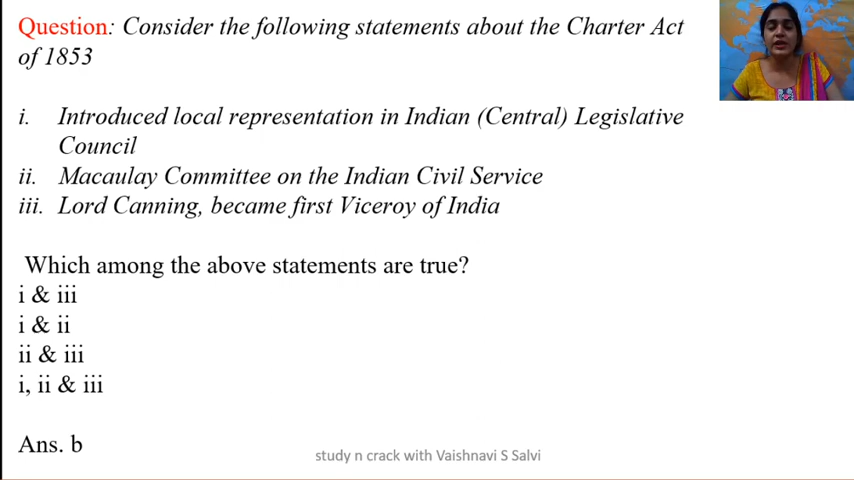 Question: Consider the following statements about the Charter Act
of 1853
i. Introduced local representation in Indian (Central) Legislative
Council
ii. Macaulay Committee on the Indian Civil Service
iii. Lord Canning, became first Viceroy of India
Which among the above statements are true?
i & iii
i & ii
ii & iii
i, ii & iii
Ans. b
study n crack with Vaishnavi S Salvi